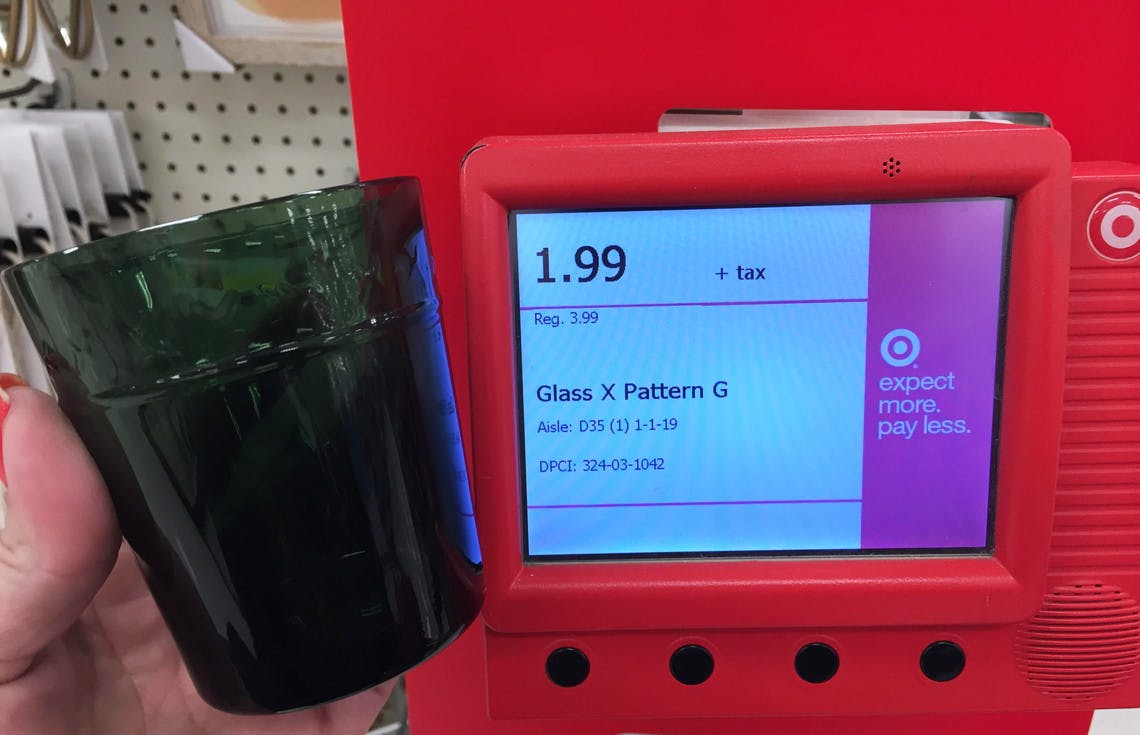 1.99 + tax
Reg. 3.99
Glass X Pattern G
Aisle: D35 (1) 1-1-19
DPCI: 324-03-1042
expect
more.
pay less.